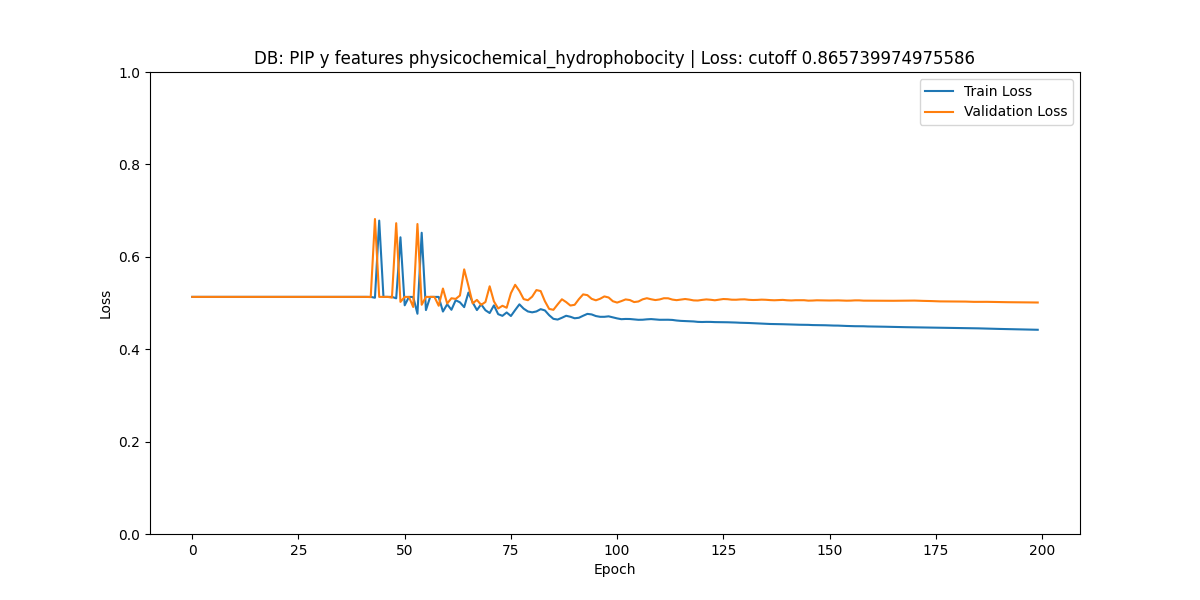 DB: PIP y features physicochemical_hydrophobocity | Loss: cutoff 0.865739974975586
Train Loss
Validation Loss
1.0
0.8
0.6
0.4
0.2
0.0
Loss
0 25 50 75 100 125 150 175 200
Epoch